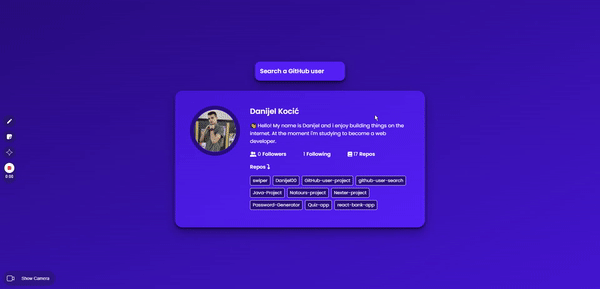 Search a GitHub user
Danijel Kocić
👋 Hello! My name is Danijel and I enjoy building things on the
internet. At the moment I'm studying to become a web
developer.
0 Followers 1 Following 17 Repos
Repos
swiper Danijel00 GitHub-user-project github-user-search
Java-Project Natours-project Nexter-project
Password-Generator Quiz-app react-bank-app
Show Camera